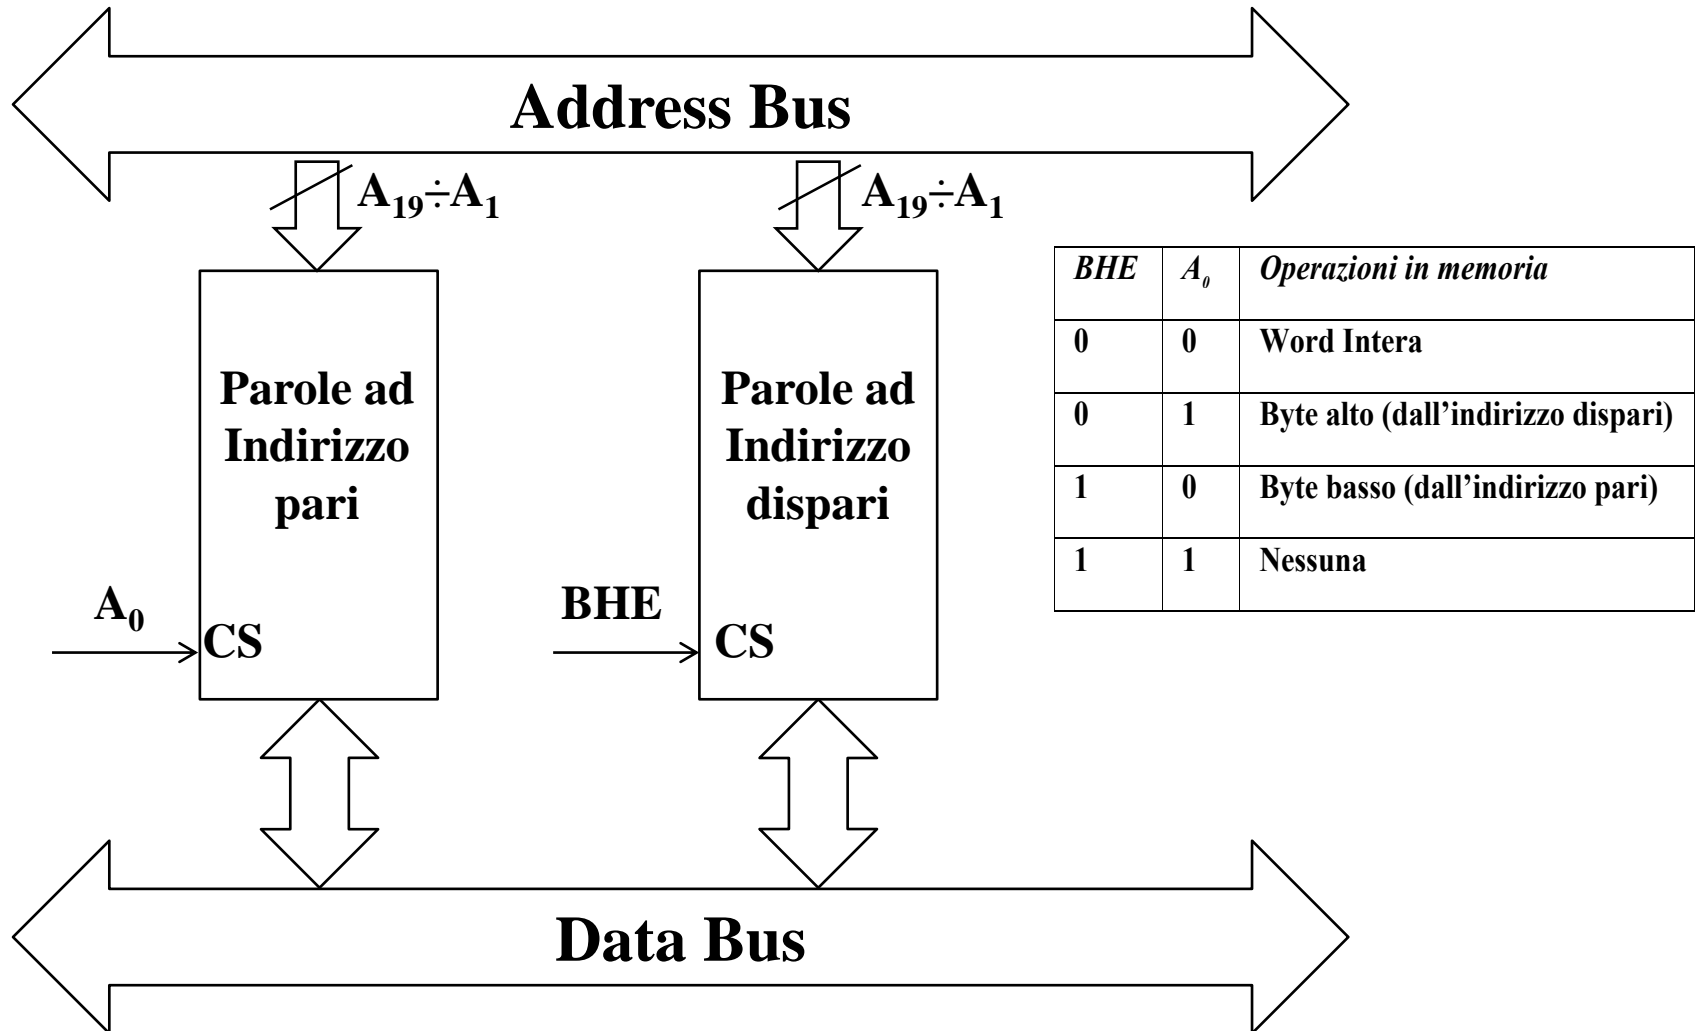 Address Bus
A₁₉÷A₁
A₁₉÷A₁
Parole ad
Indirizzo
pari
A₀
CS
Parole ad
Indirizzo
dispari
BHE
CS
BHE A₀ Operazioni in memoria
0 0 Word Intera
0 1 Byte alto (dall'indirizzo dispari)
1 0 Byte basso (dall'indirizzo pari)
1 1 Nessuna
Data Bus